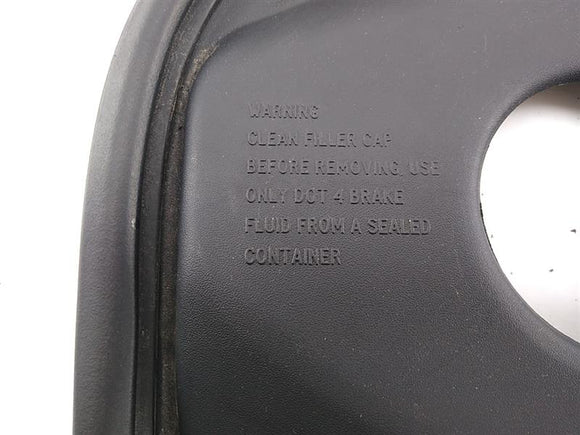 WARNING
CLEAN FILLER CAP
BEFORE REMOVING. USE
ONLY DOT 4 BRAKE
FLUID FROM A SEALED
CONTAINER